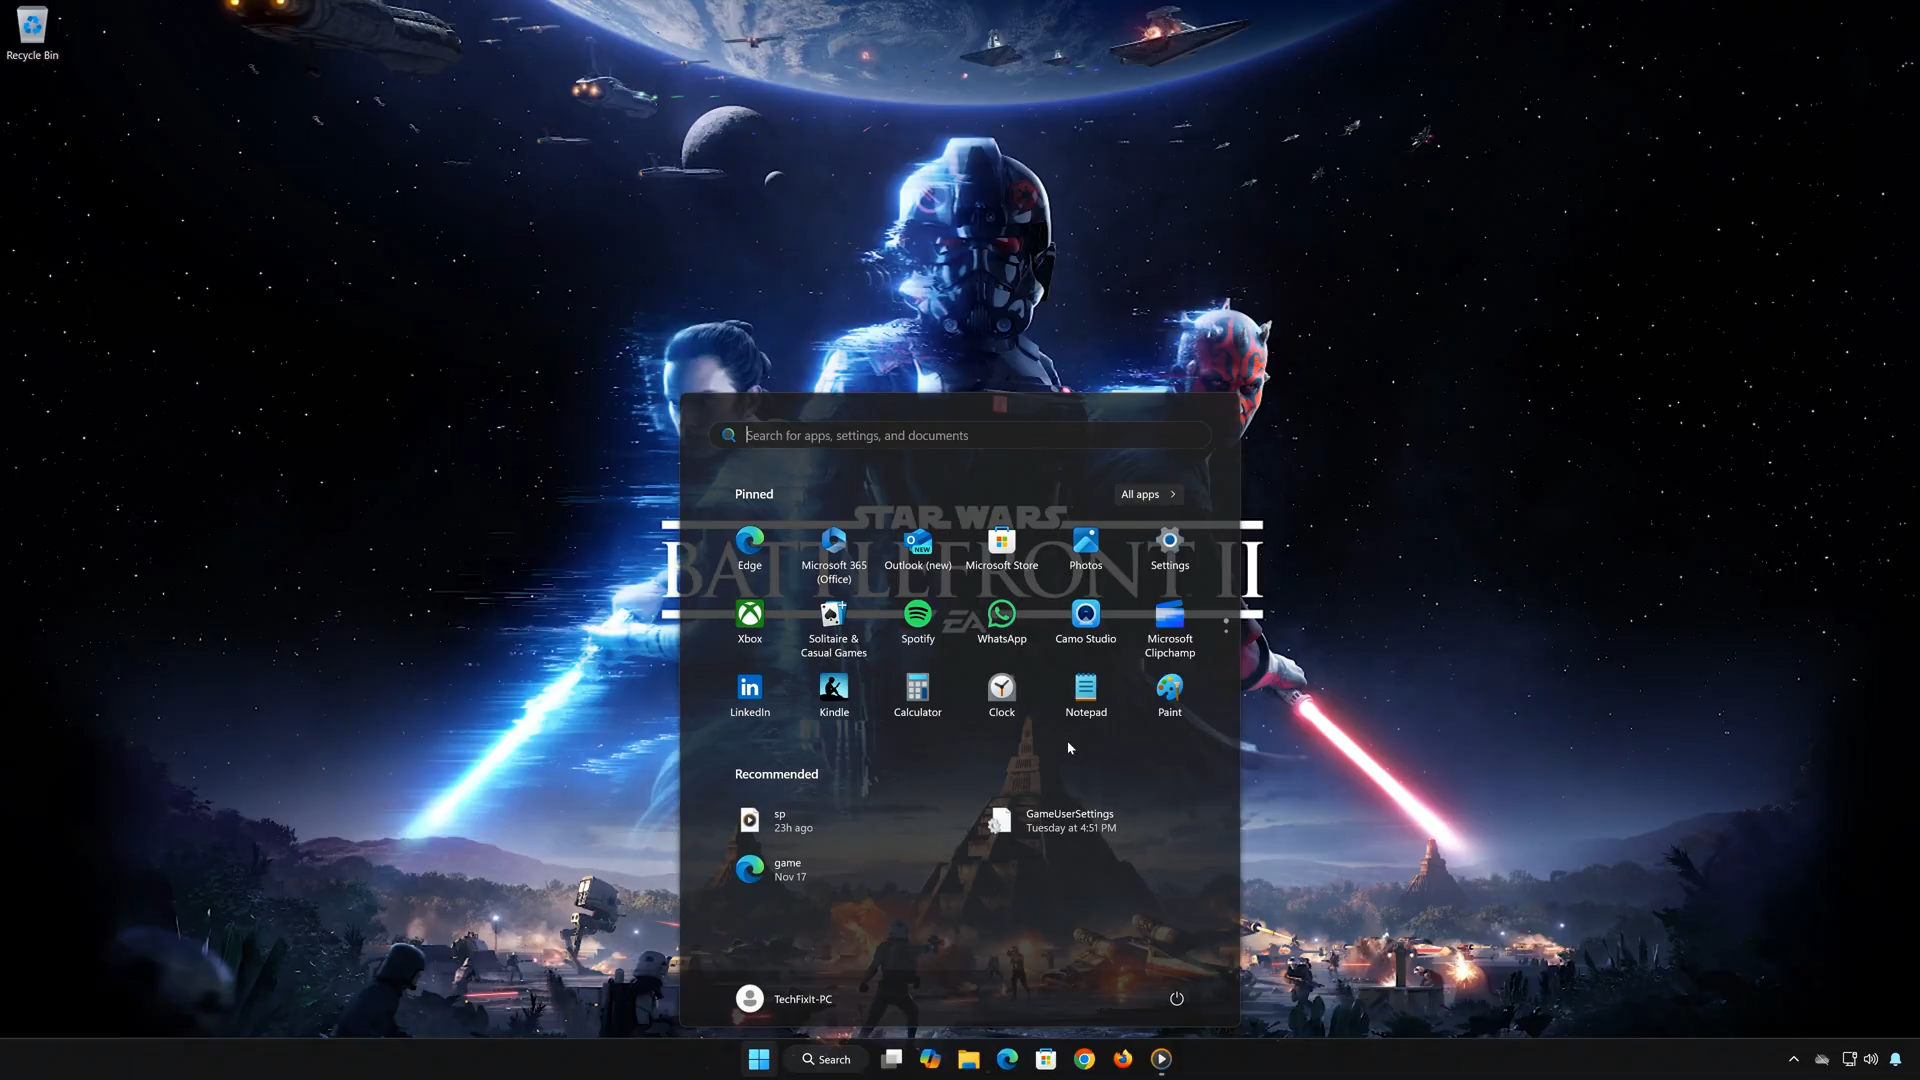 Recycle Bin
Search for apps, settings, and documents
Pinned
All apps
STAR WARS
BATTLEFRONT II
EA
Edge
Microsoft 365
(Office)
Outlook (new)
Microsoft Store
Photos
Settings
Xbox
Solitaire &
Casual Games
Spotify
WhatsApp
Camo Studio
Microsoft
Clipchamp
LinkedIn
Kindle
Calculator
Clock
Notepad
Paint
Recommended
sp
23h ago
GameUserSettings
Tuesday at 4:51 PM
game
Nov 17
TechFixIt-PC
Search